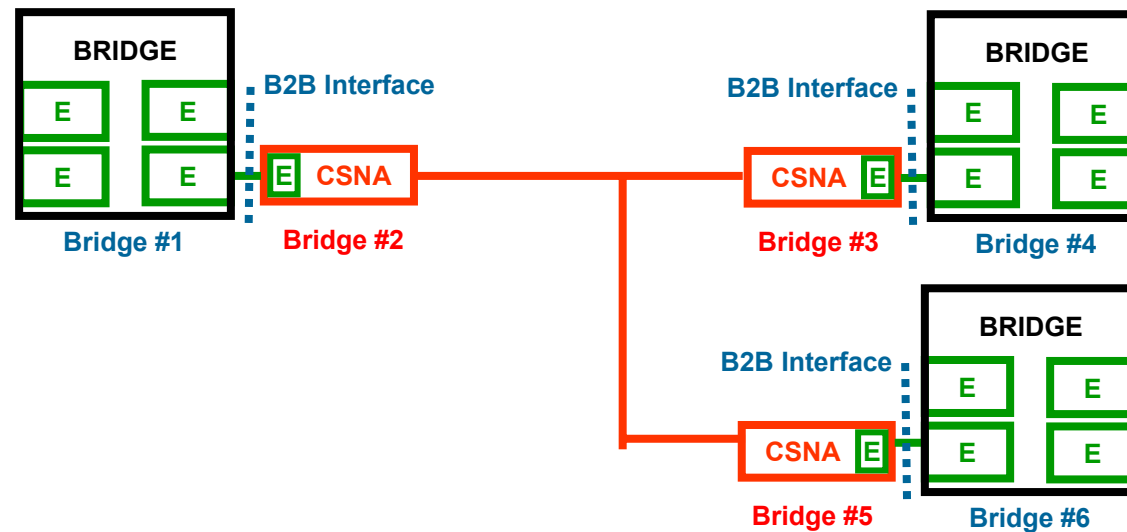 BRIDGE
E
E
E
E
Bridge #1
B2B Interface
E CSNA
Bridge #2
B2B Interface
CSNA E
Bridge #3
BRIDGE
E
E
E
E
Bridge #4
B2B Interface
CSNA E
Bridge #5
BRIDGE
E
E
E
E
Bridge #6